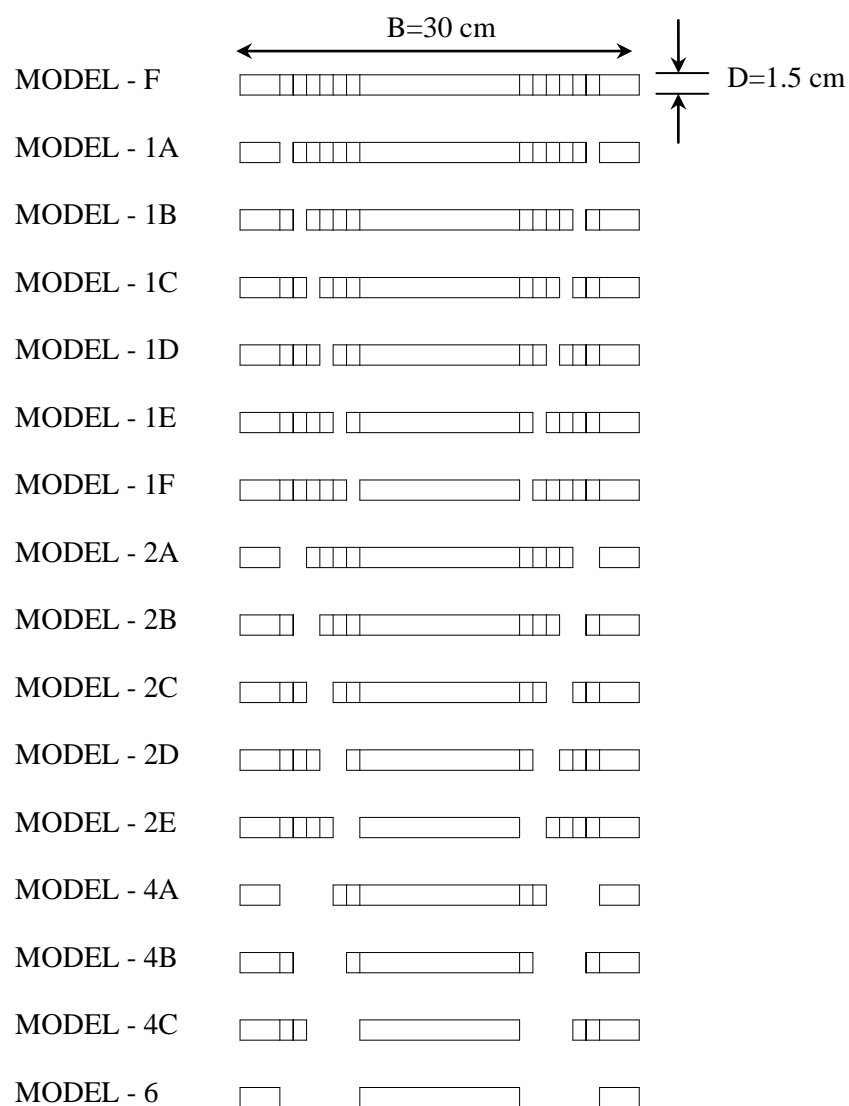 B=30 cm
MODEL - F
D=1.5 cm
MODEL - 1A
MODEL - 1B
MODEL - 1C
MODEL - 1D
MODEL - 1E
MODEL - 1F
MODEL - 2A
MODEL - 2B
MODEL - 2C
MODEL - 2D
MODEL - 2E
MODEL - 4A
MODEL - 4B
MODEL - 4C
MODEL - 6